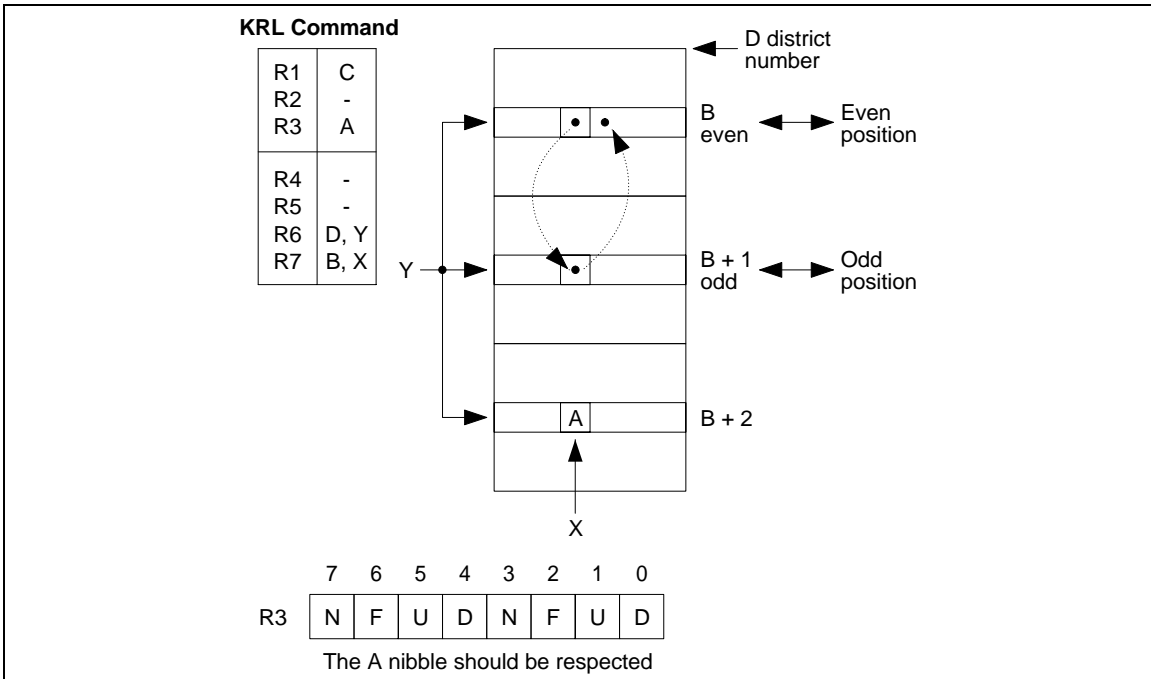 KRL Command
R1 C
R2 -
R3 A
R4 -
R5 -
R6 D, Y
R7 B, X
D district
number
B
even
Even
position
Y
B + 1
odd
Odd
position
A
B + 2
X
7 6 5 4 3 2 1 0
R3 N F U D N F U D
The A nibble should be respected